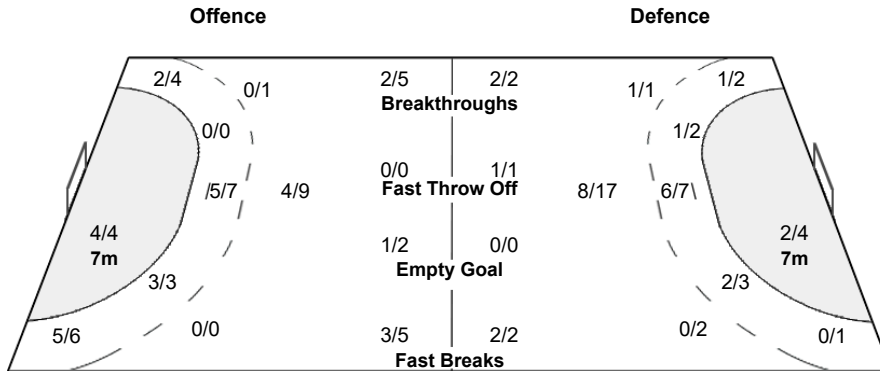 Offence Defence
2/4 0/1 2/5 2/2 1/1 1/2
Breakthroughs
0/0 1/2
0/0 1/1
5/7 4/9 Fast Throw Off 8/17 6/7
4/4 1/2 0/0 2/4
7m Empty Goal 7m
3/3 2/3
5/6 0/0 3/5 2/2 0/2 0/1
Fast Breaks